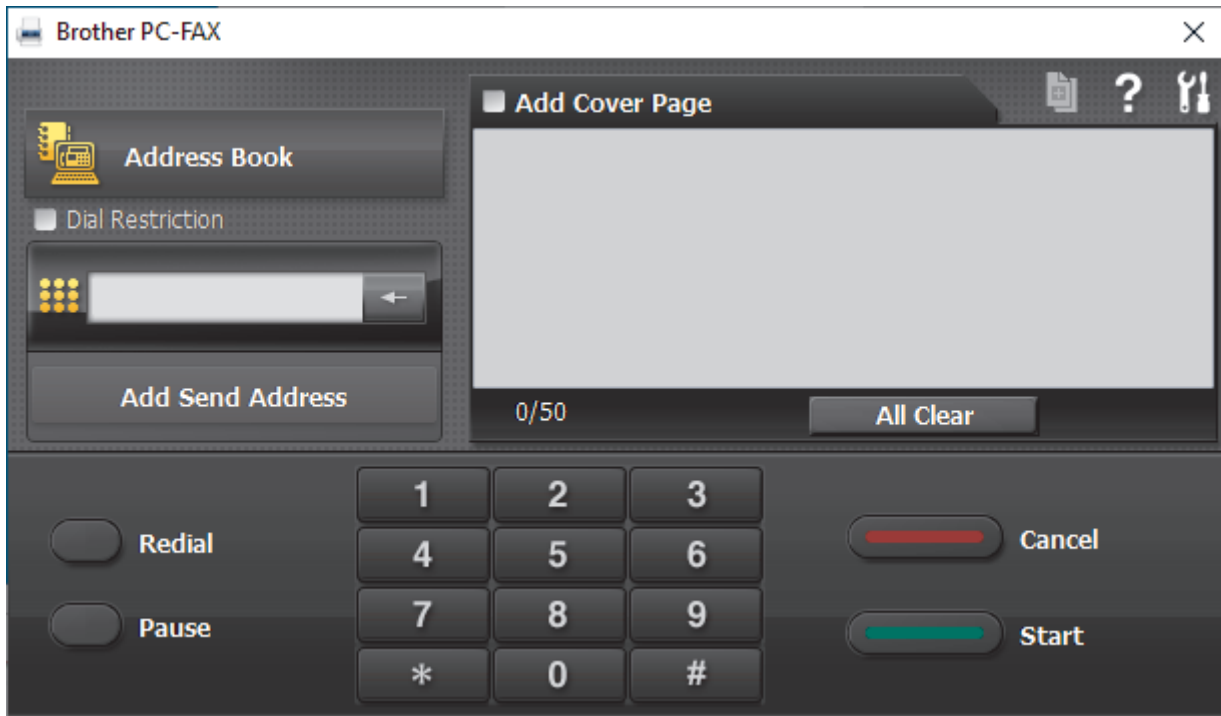 Brother PC-FAX
Address Book
Dial Restriction
Add Send Address
Add Cover Page
?
0/50
All Clear
Redial
Pause
1 2 3
4 5 6
7 8 9
* 0 #
Cancel
Start